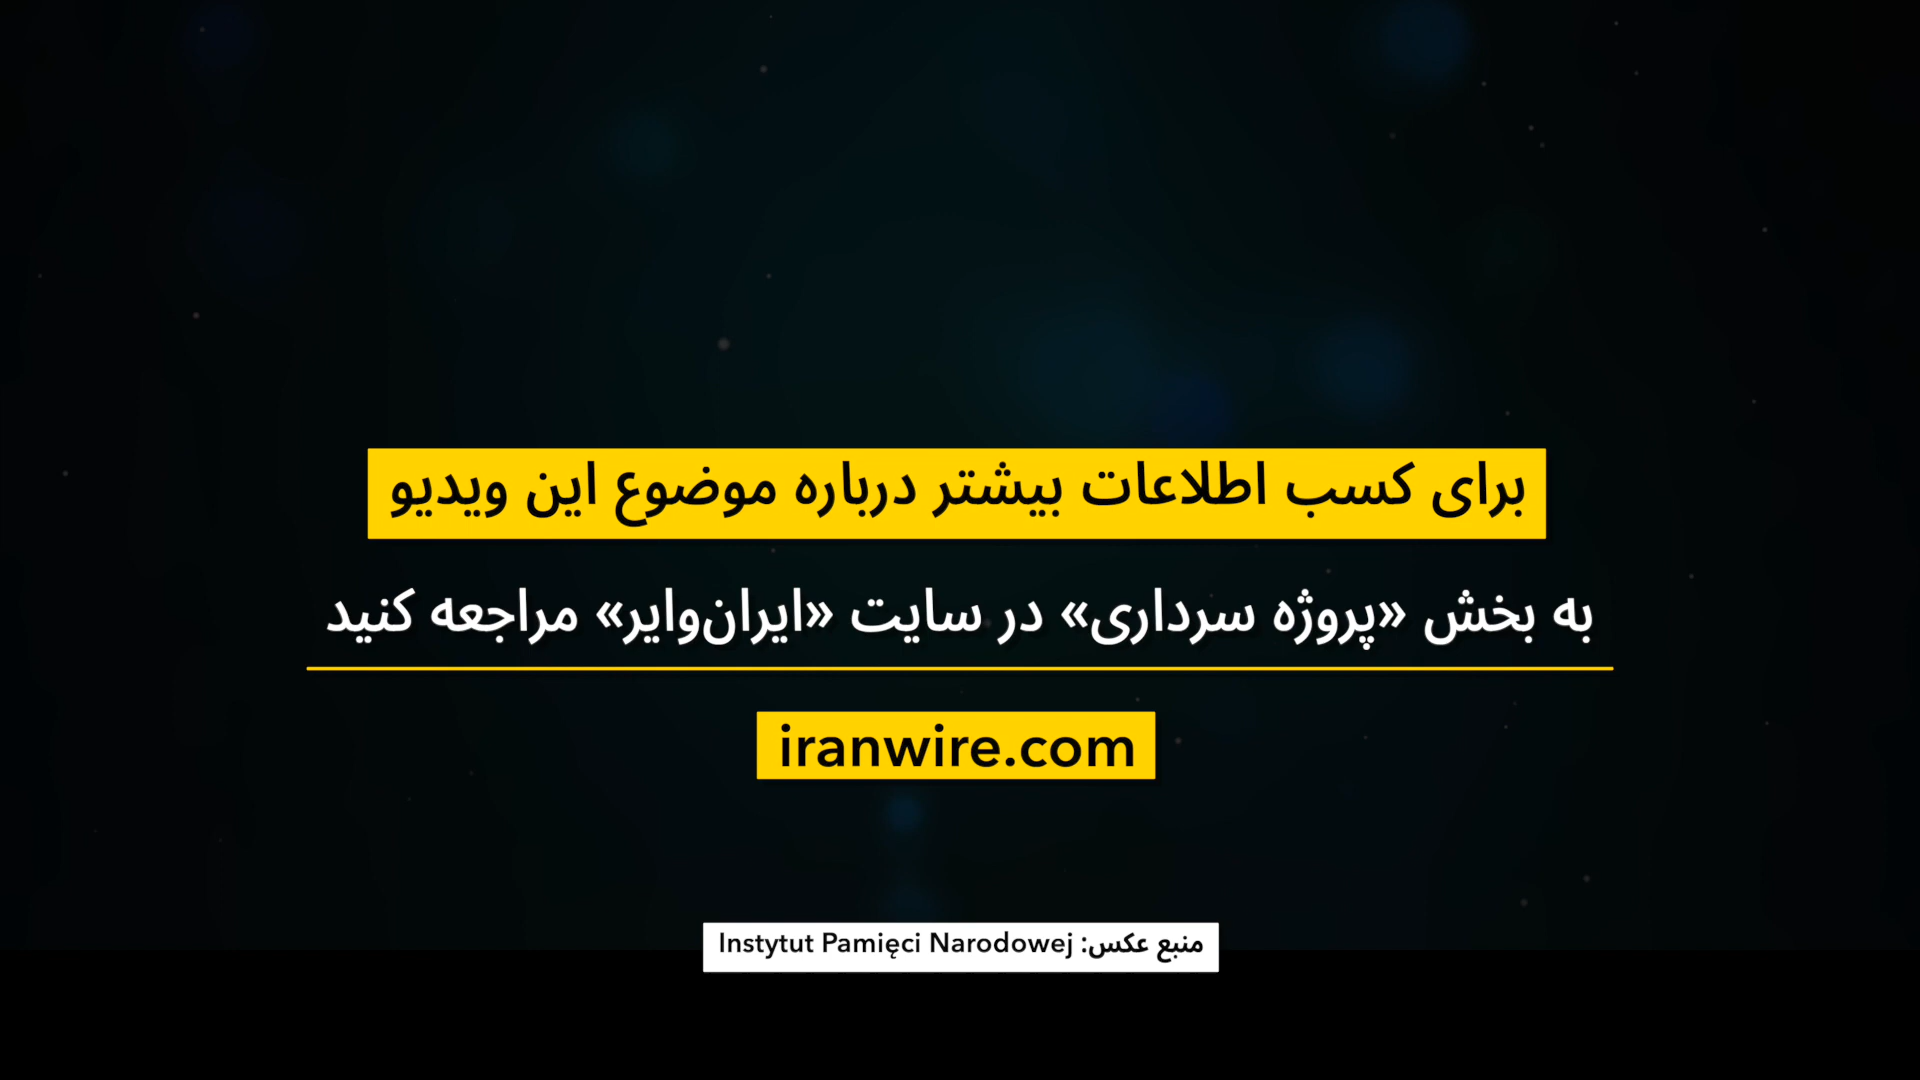 برای کسب اطلاعات بیشتر درباره موضوع این ویدیو
به بخش «پروژه سرداری» در سایت «ایران‌وایر» مراجعه کنید
iranwire.com
منبع عکس: Instytut Pamięci Narodowej